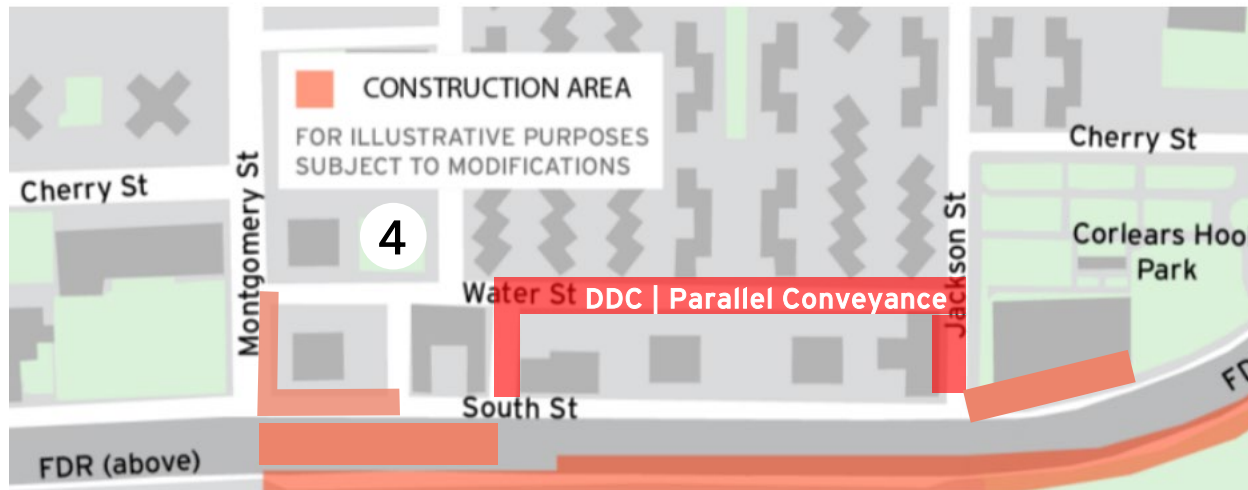 CONSTRUCTION AREA
FOR ILLUSTRATIVE PURPOSES
SUBJECT TO MODIFICATIONS
Cherry St
Cherry St
Montgomery St
4
Jackson St
Corlears Hoo
Park
Water St
DDC | Parallel Conveyance
South St
FDR (above)
FD